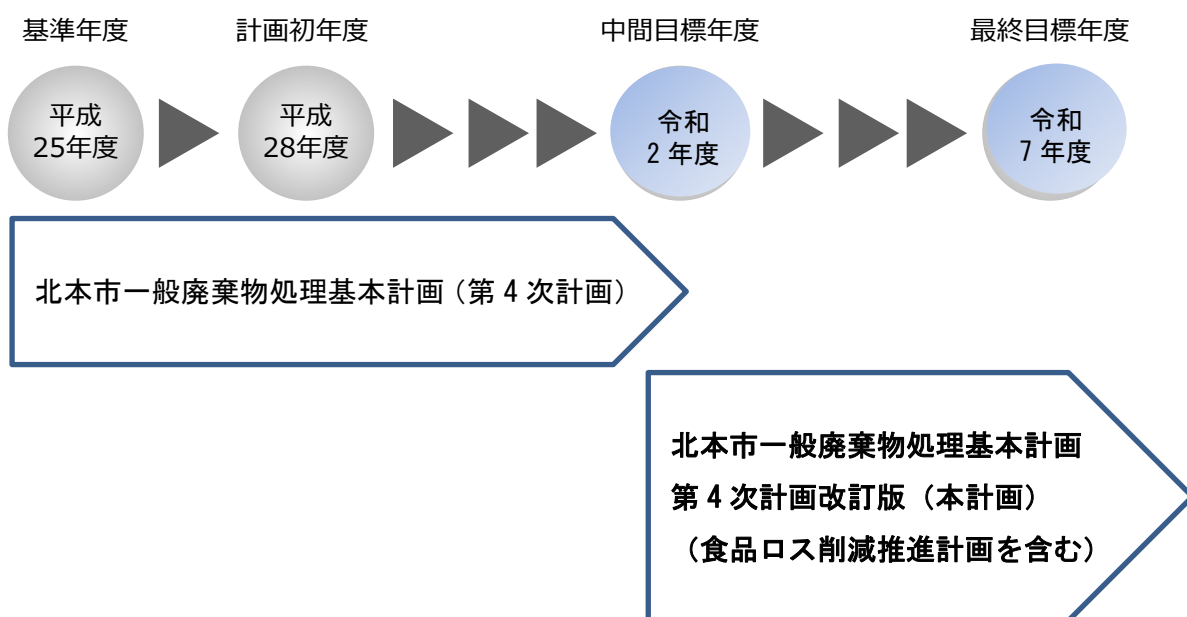 基準年度
計画初年度
中間目標年度
最終目標年度
平成
25年度
平成
28年度
令和
2 年度
令和
7 年度
北本市一般廃棄物処理基本計画（第 4 次計画）
北本市一般廃棄物処理基本計画
第 4 次計画改訂版（本計画）
（食品ロス削減推進計画を含む）